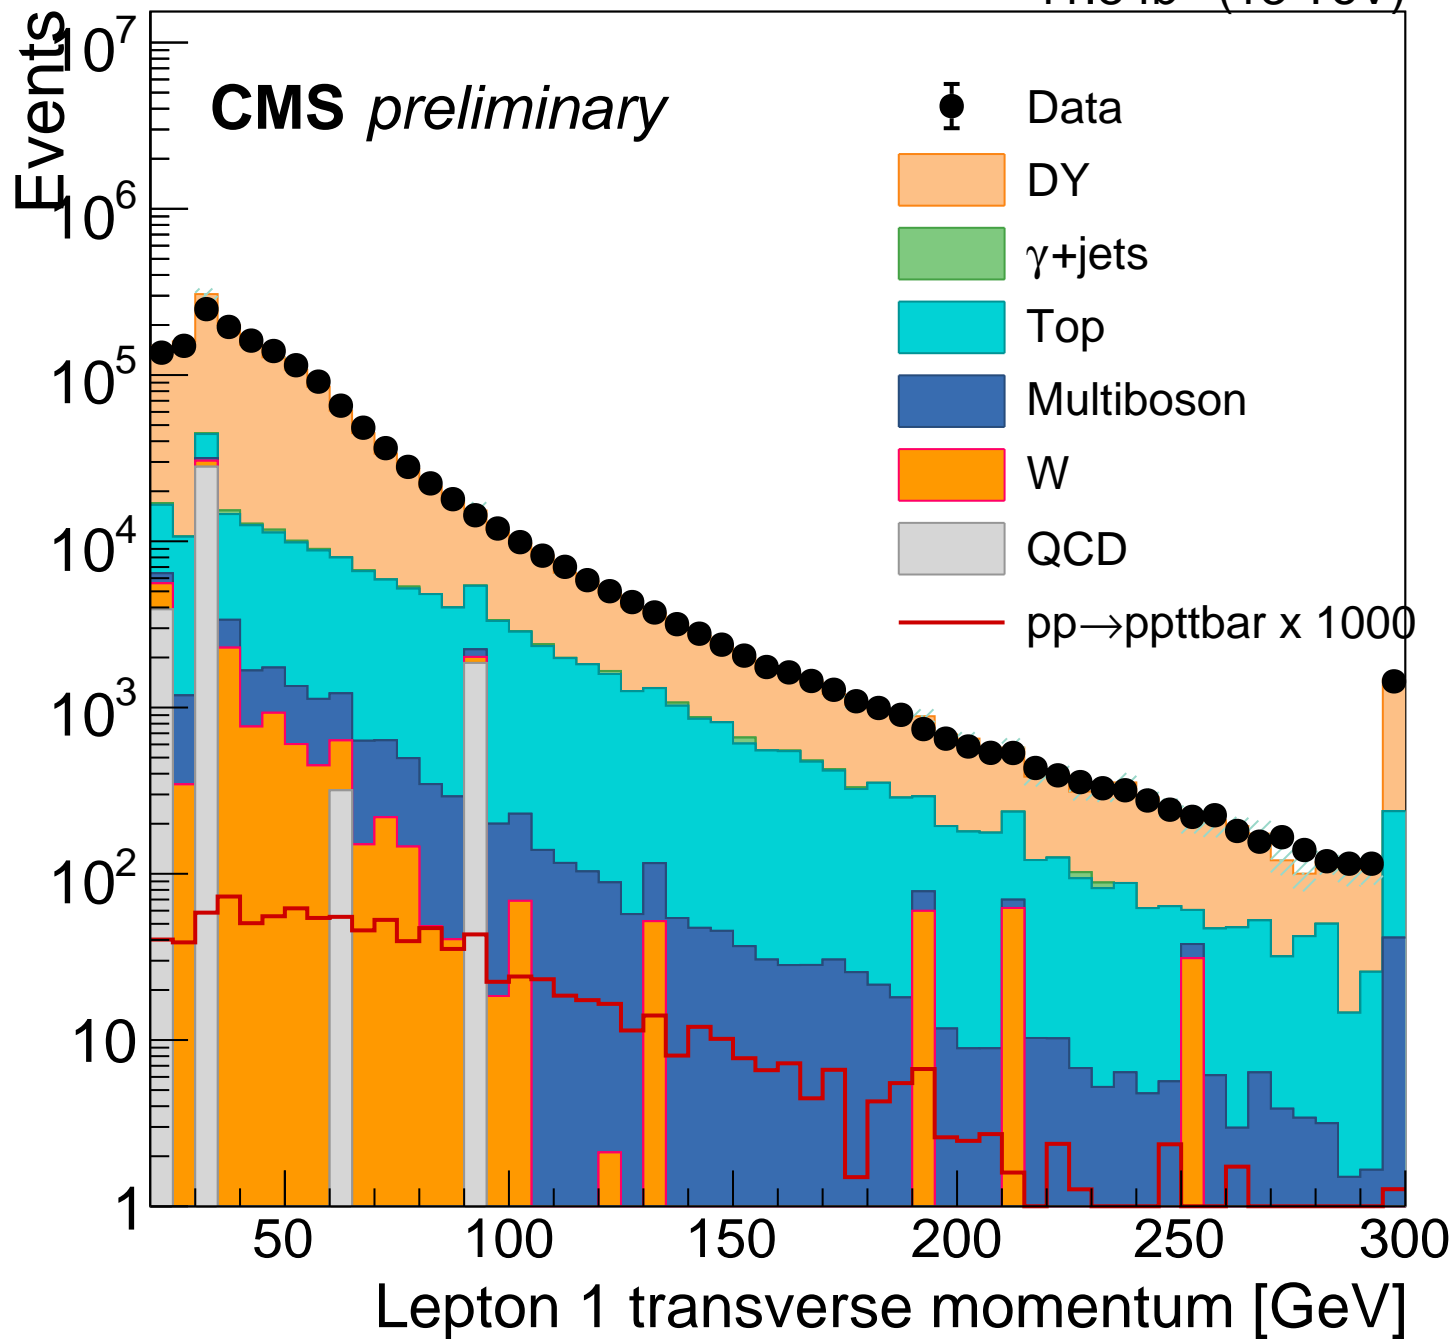 CMS preliminary
Data
DY
γ+jets
Top
Multiboson
W
QCD
pp→ppttbar x 1000
Events
10^7
10^6
10^5
10^4
10^3
10^2
10
1
50 100 150 200 250 300
Lepton 1 transverse momentum [GeV]